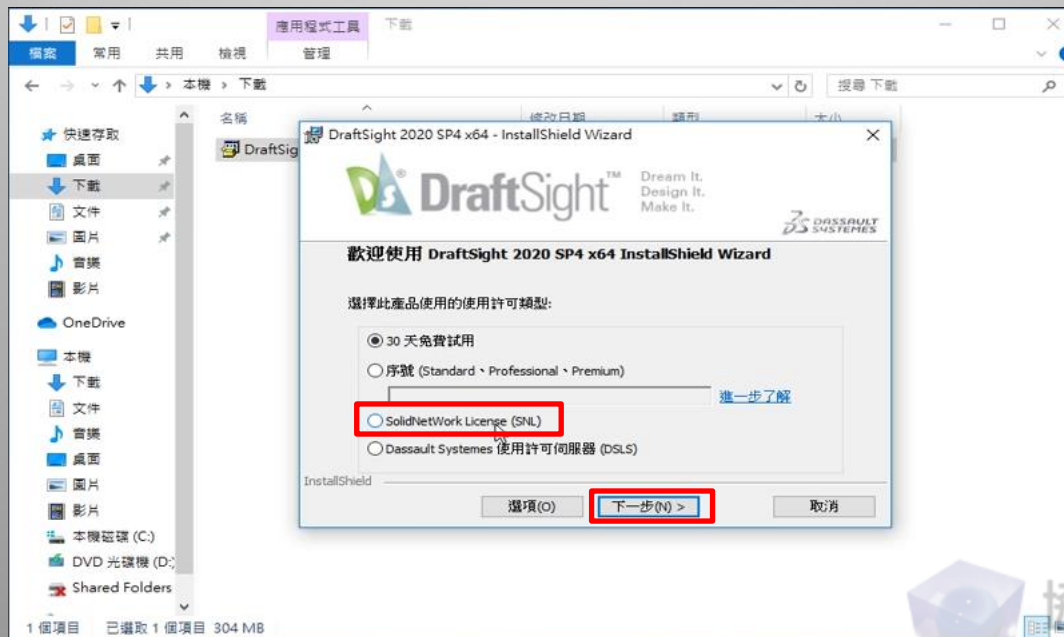 應用程式工具 下載
檔案 常用 共用 檢視 管理
本機 › 下載 搜尋 下載
名稱 修改日期 類型 大小
快速存取
桌面
下載
文件
圖片
音樂
影片
OneDrive
本機
下載
文件
音樂
桌面
圖片
影片
本機磁碟 (C:)
DVD 光碟機 (D:)
Shared Folders
DraftSig
DraftSight 2020 SP4 x64 - InstallShield Wizard
DS® DraftSight™
Dream It.
Design It.
Make It.
DASSAULT
SYSTEMES
歡迎使用 DraftSight 2020 SP4 x64 InstallShield Wizard
選擇此產品使用的使用許可類型:
30 天免費試用
序號 (Standard、Professional、Premium)
進一步了解
SolidNetWork License (SNL)
Dassault Systemes 使用許可伺服器 (DSLS)
InstallShield
選項(O) 下一步(N) > 取消
1 個項目 已選取 1 個項目 304 MB